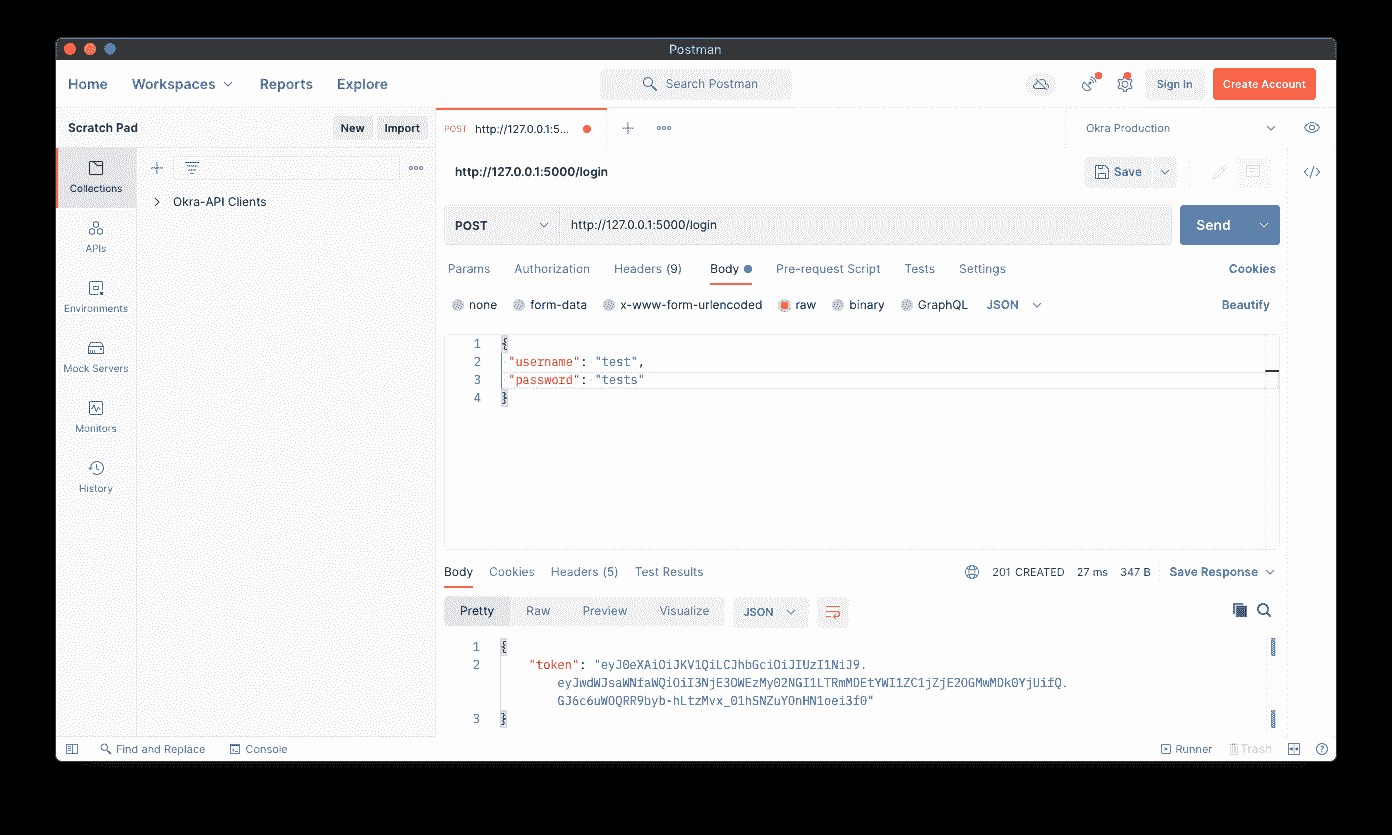 Postman
Home Workspaces Reports Explore Search Postman Sign In Create Account
Scratch Pad New Import POST http://127.0.0.1:5... Okra Production
Collections
Okra-API Clients
APIs
Environments
Mock Servers
Monitors
History
http://127.0.0.1:5000/login Save </>
POST http://127.0.0.1:5000/login Send
Params Authorization Headers (9) Body Pre-request Script Tests Settings Cookies
none form-data x-www-form-urlencoded raw binary GraphQL JSON Beautify
1 {
2 "username": "test",
3 "password": "tests"
4 }
Body Cookies Headers (5) Test Results 201 CREATED 27 ms 347 B Save Response
Pretty Raw Preview Visualize JSON
1 {
2 "token": "eyJ0eXAiOiJKV1QiLCJhbGciOiJIUzI1NiJ9.
eyJwdWJsaWNfaWQiOiI3NjE3OWEzMy02NGI1LTRmMDEtYWI1ZC1jZjE2OGMwMDk0YjUifQ.
GJ6c6uWOQRR9byb-hLtzMvx_01hSNZuYOnHN1oei3f0"
3 }
Find and Replace Console Runner Trash